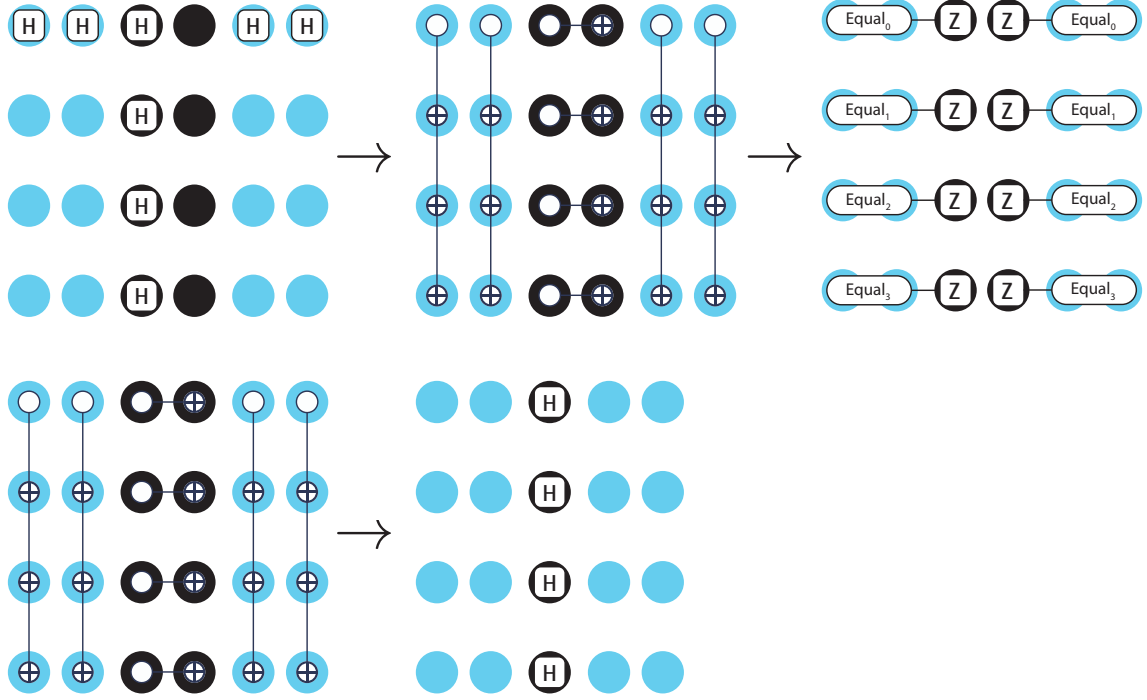 H H H H H
H
H
H
Equal₀ Z Z Equal₀
Equal₁ Z Z Equal₁
Equal₂ Z Z Equal₂
Equal₃ Z Z Equal₃
H
H
H
H